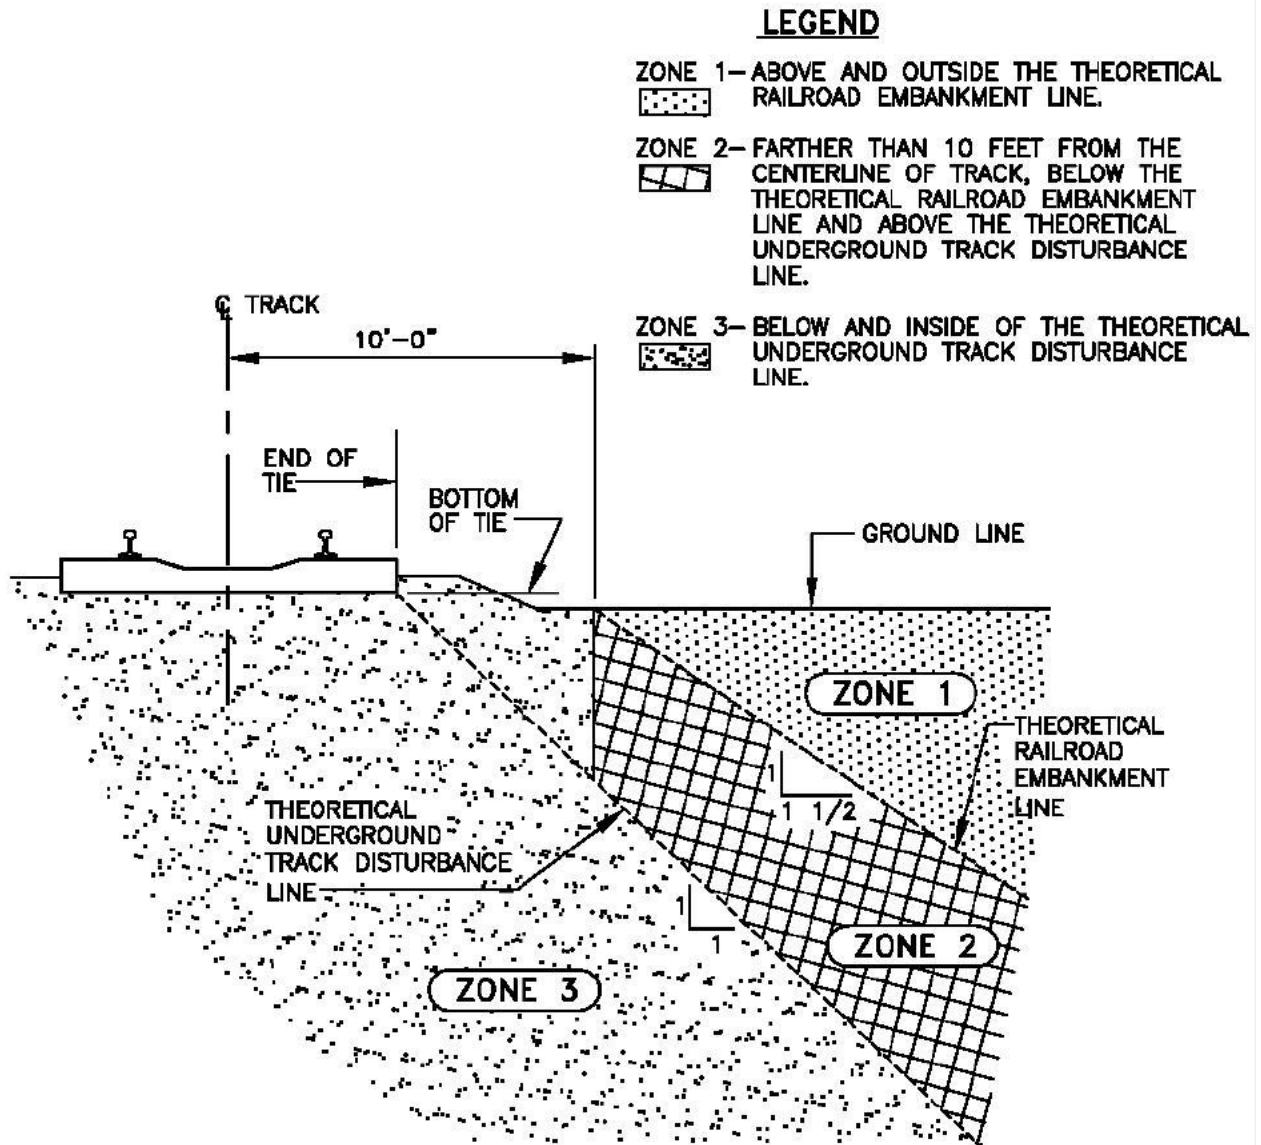 LEGEND
ZONE 1- ABOVE AND OUTSIDE THE THEORETICAL
RAILROAD EMBANKMENT LINE.
ZONE 2- FARTHER THAN 10 FEET FROM THE
CENTERLINE OF TRACK, BELOW THE
THEORETICAL RAILROAD EMBANKMENT
LINE AND ABOVE THE THEORETICAL
UNDERGROUND TRACK DISTURBANCE
LINE.
ZONE 3- BELOW AND INSIDE OF THE THEORETICAL
UNDERGROUND TRACK DISTURBANCE
LINE.
℄ TRACK
10'-0"
END OF
TIE
BOTTOM
OF TIE
GROUND LINE
ZONE 1
THEORETICAL
RAILROAD
EMBANKMENT
LINE
1
1 1/2
THEORETICAL
UNDERGROUND
TRACK DISTURBANCE
LINE
1
1
ZONE 2
ZONE 3